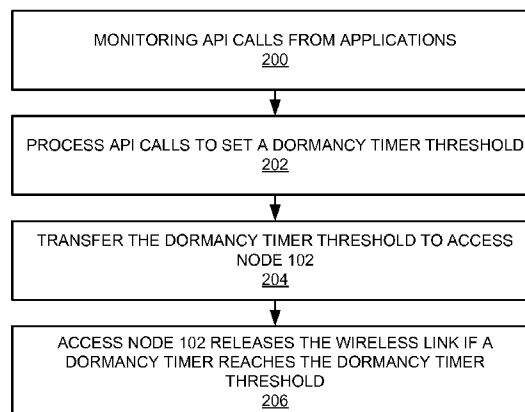 MONITORING API CALLS FROM APPLICATIONS
200
PROCESS API CALLS TO SET A DORMANCY TIMER THRESHOLD
202
TRANSFER THE DORMANCY TIMER THRESHOLD TO ACCESS
NODE 102
204
ACCESS NODE 102 RELEASES THE WIRELESS LINK IF A
DORMANCY TIMER REACHES THE DORMANCY TIMER
THRESHOLD
206